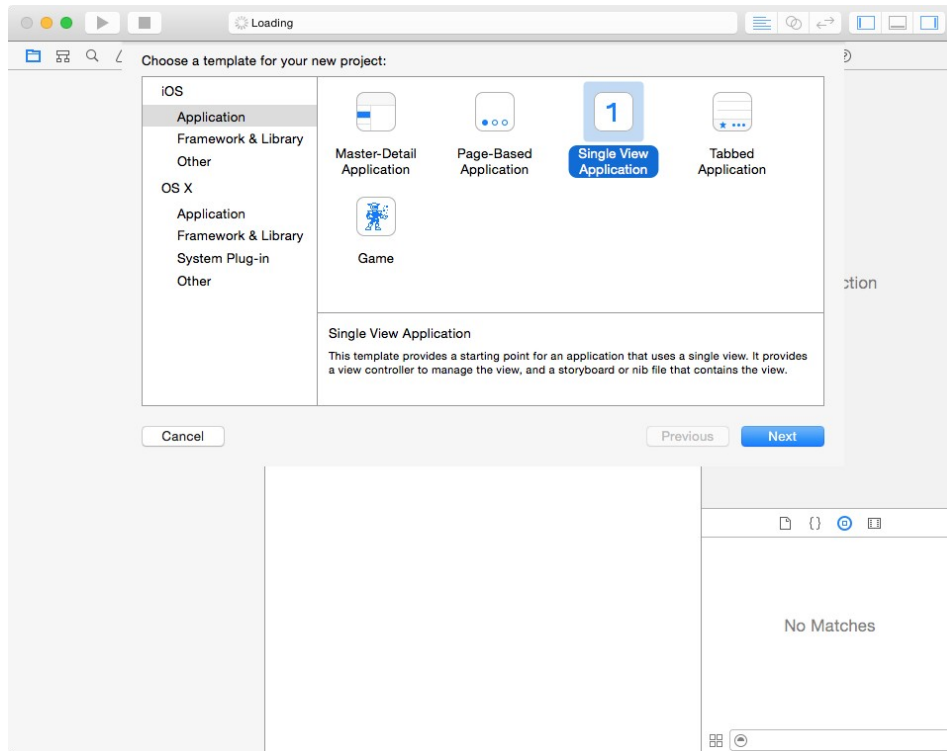 Loading
Choose a template for your new project:
iOS
Application
Framework & Library
Other
OS X
Application
Framework & Library
System Plug-in
Other
Master-Detail
Application
Page-Based
Application
1
Single View
Application
Tabbed
Application
Game
Single View Application
This template provides a starting point for an application that uses a single view. It provides
a view controller to manage the view, and a storyboard or nib file that contains the view.
Cancel
Previous
Next
ction
{}
No Matches